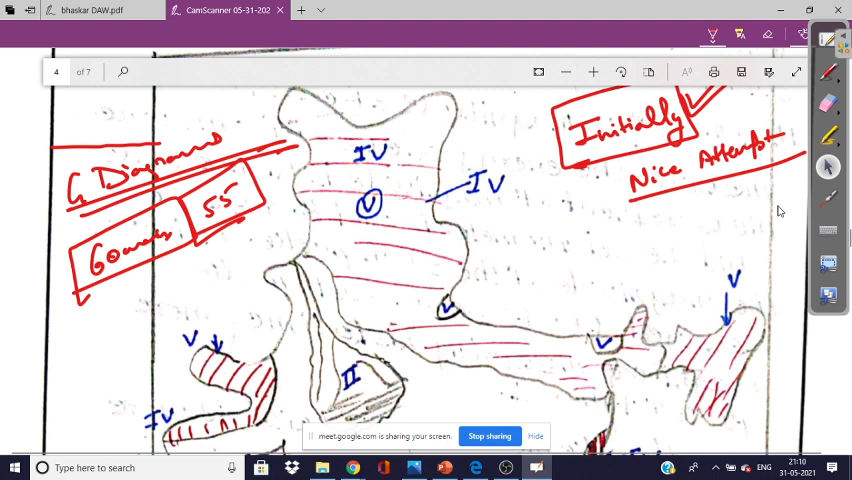 bhaskar DAW.pdf
CamScanner 05-31-202
4 of 7
Initially
Nice Attempt
G. Diagrams
60 marks
55
IV
V
IV
V
V
V
V
II
IV
meet.google.com is sharing your screen.
Stop sharing
Hide
Type here to search
ENG
21:10
31-05-2021